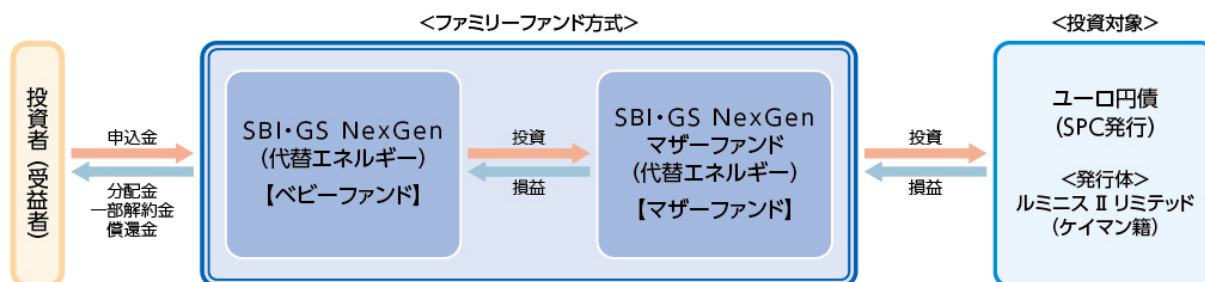 <ファミリーファンド方式>
<投資対象>
投資者（受益者）
申込金
分配金
一部解約金
償還金
SBI・GS NexGen
(代替エネルギー)
【ベビーファンド】
投資
損益
SBI・GS NexGen
マザーファンド
(代替エネルギー)
【マザーファンド】
投資
損益
ユーロ円債
(SPC発行)
<発行体>
ルミニス II リミテッド
(ケイマン籍)